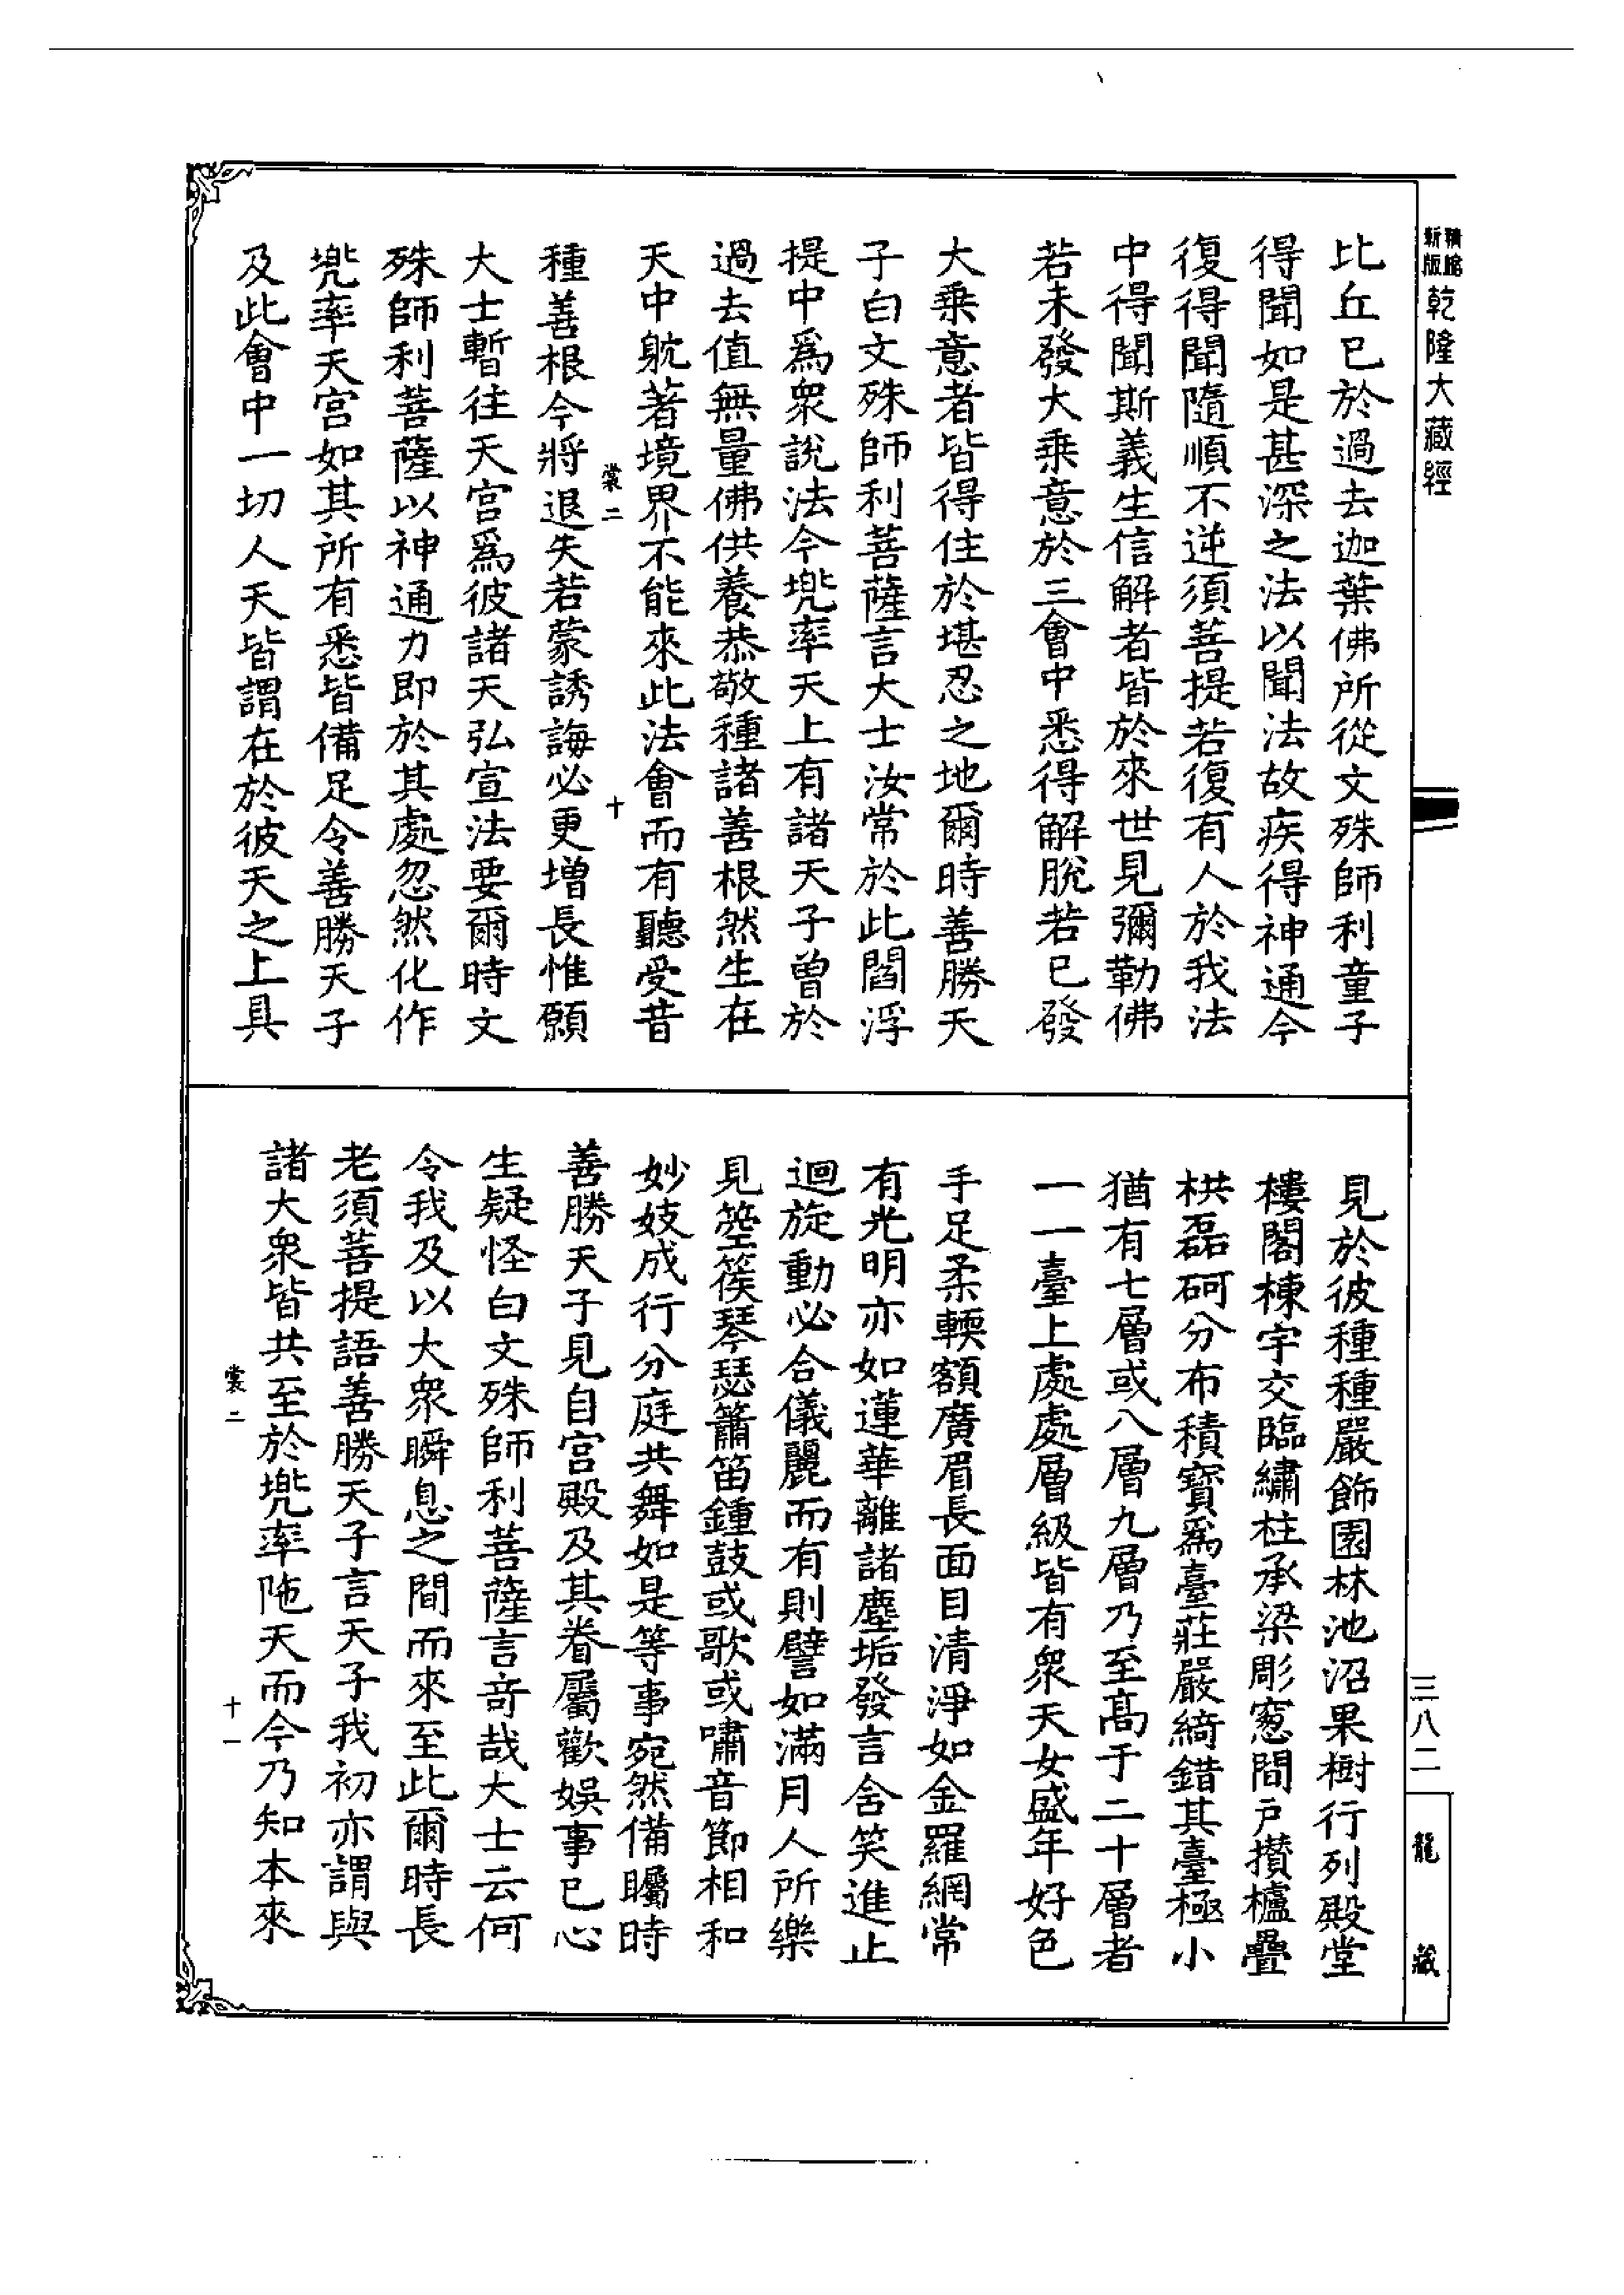 精縮
新版
乾隆大藏經
比丘已於過去迦葉佛所從文殊師利童子
得聞如是甚深之法以聞法故疾得神通今
復得聞隨順不逆須菩提若復有人於我法
中得聞斯義生信解者皆於來世見彌勒佛
若未發大乘意於三會中悉得解脫若已發
大乘意者皆得住於堪忍之地爾時善勝天
子白文殊師利菩薩言大士汝常於此閻浮
提中爲衆說法今兠率天上有諸天子曾於
過去值無量佛供養恭敬種諸善根然生在
天中躭著境界不能來此法會而有聽受昔
裳二
十
種善根今將退失若蒙誘誨必更增長惟願
大士暫往天宮爲彼諸天弘宣法要爾時文
殊師利菩薩以神通力即於其處忽然化作
兠率天宮如其所有悉皆備足令善勝天子
及此會中一切人天皆謂在於彼天之上具
三八二
龍藏
見於彼種種嚴飾園林池沼果樹行列殿堂
樓閣棟宇交臨繡柱承梁彫窓間戶攢櫨疊
栱磊砢分布積寶爲臺莊嚴綺錯其臺極小
猶有七層或八層九層乃至髙于二十層者
一一臺上處處層級皆有衆天女盛年好色
手足柔輭額廣眉長面目清淨如金羅網常
有光明亦如蓮華離諸塵垢發言含笑進止
迴旋動必合儀麗而有則譬如滿月人所樂
見箜篌琴瑟簫笛鍾鼓或歌或嘯音節相和
妙妓成行分庭共舞如是等事宛然備矚時
善勝天子見自宮殿及其眷屬歡娛事已心
生疑怪白文殊師利菩薩言奇哉大士云何
令我及以大衆瞬息之間而來至此爾時長
老須菩提語善勝天子言天子我初亦謂與
諸大衆皆共至於兠率陁天而今乃知本來
裳二
十一